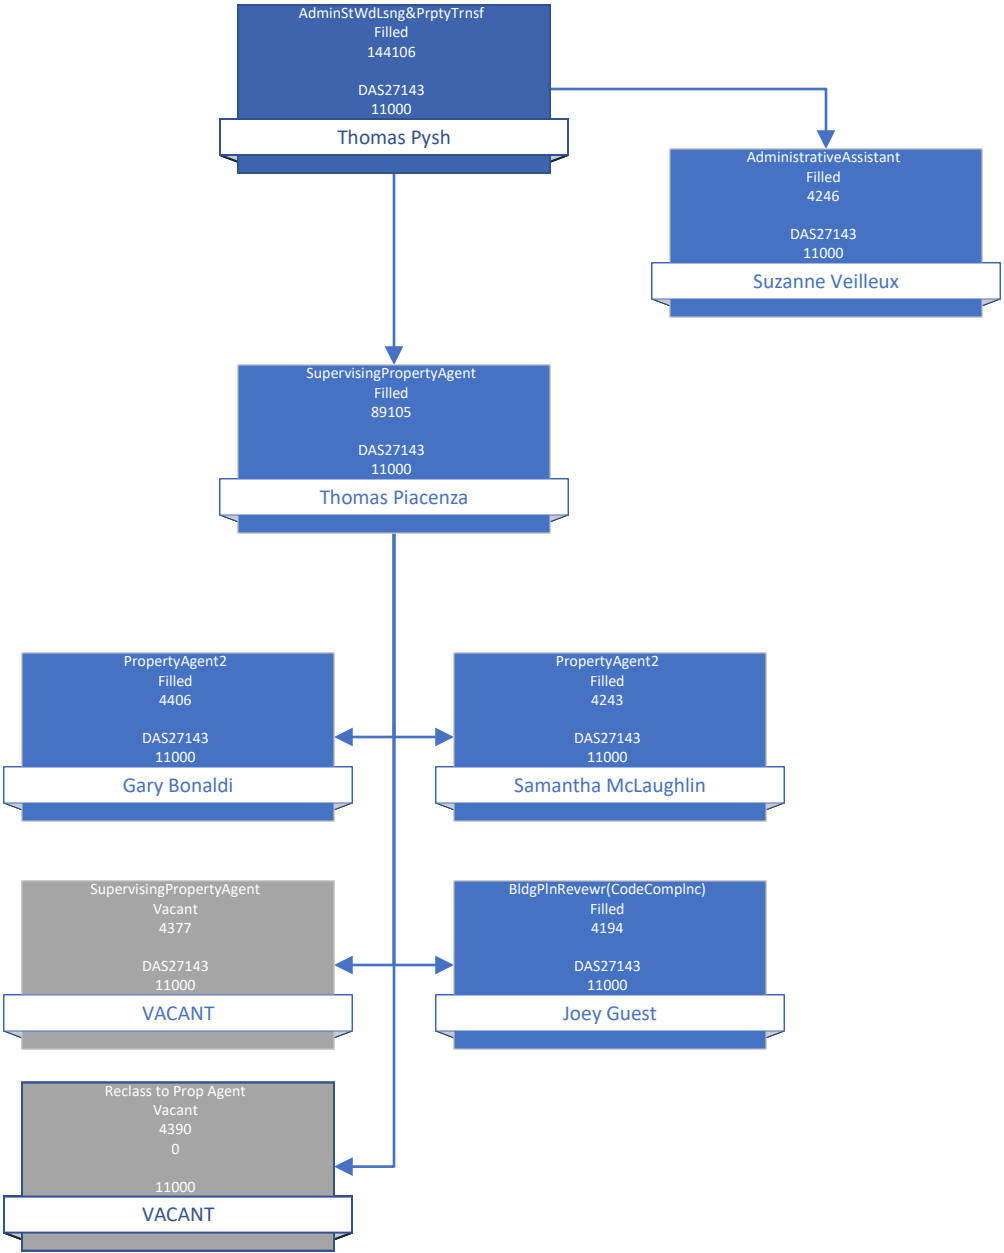 AdminStWdLsng&PrptyTrnsf
Filled
144106
DAS27143
11000
Thomas Pysh
AdministrativeAssistant
Filled
4246
DAS27143
11000
Suzanne Veilleux
SupervisingPropertyAgent
Filled
89105
DAS27143
11000
Thomas Piacenza
PropertyAgent2
Filled
4406
DAS27143
11000
Gary Bonaldi
PropertyAgent2
Filled
4243
DAS27143
11000
Samantha McLaughlin
SupervisingPropertyAgent
Vacant
4377
DAS27143
11000
VACANT
BldgPlnRevewr(CodeComplnc)
Filled
4194
DAS27143
11000
Joey Guest
Reclass to Prop Agent
Vacant
4390
0
11000
VACANT